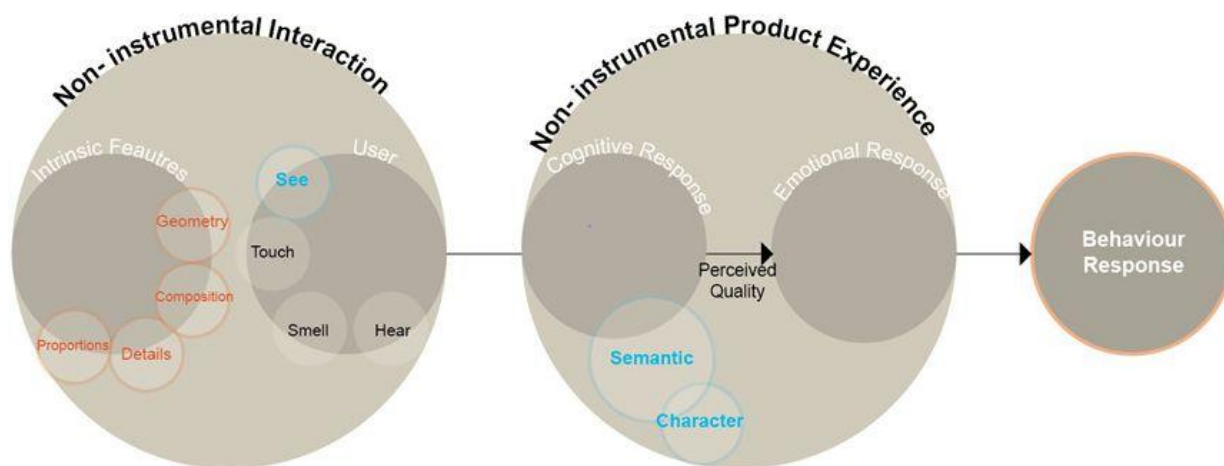 Non- instrumental Interaction
Intrinsic Feautres
User
See
Geometry
Touch
Composition
Smell
Hear
Proportions
Details
Non- instrumental Product Experience
Cognitive Response
Emotional Response
Perceived
Quality
Semantic
Character
Behaviour
Response